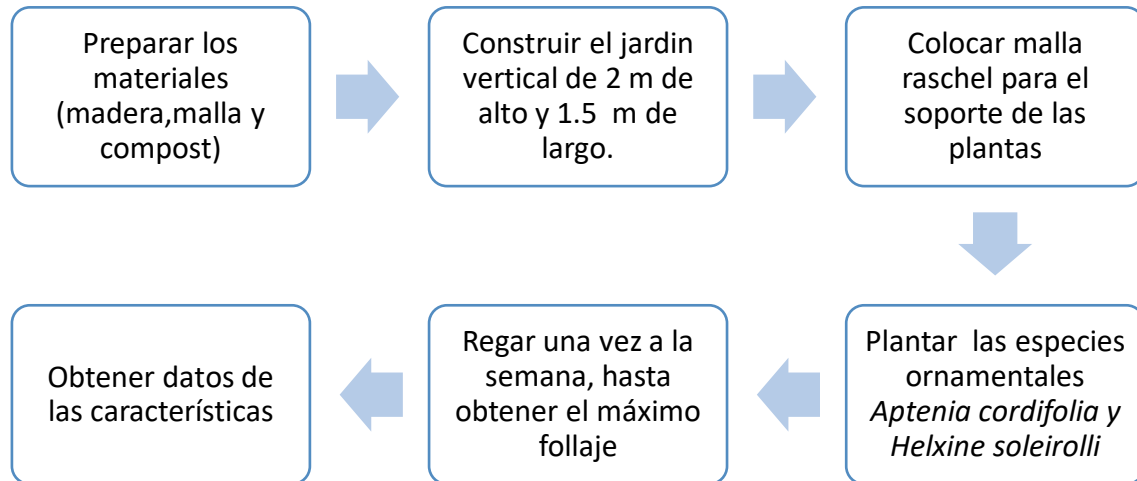 Preparar los
materiales
(madera,malla y
compost)
Construir el jardin
vertical de 2 m de
alto y 1.5 m de
largo.
Colocar malla
raschel para el
soporte de las
plantas
Plantar las especies
ornamentales
Aptenia cordifolia y
Helxine soleirolli
Regar una vez a la
semana, hasta
obtener el máximo
follaje
Obtener datos de
las características